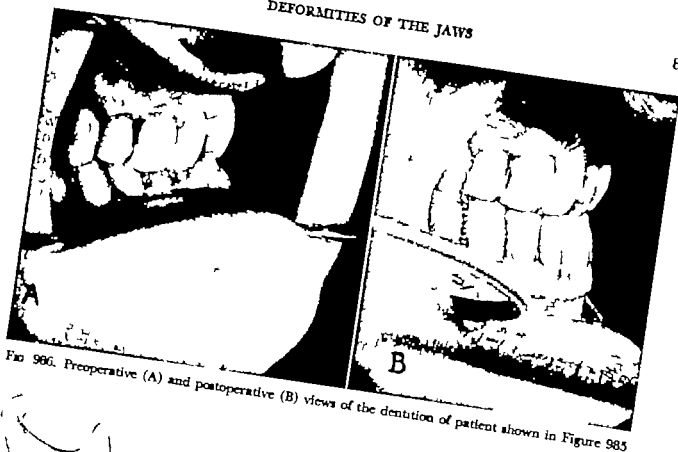 DEFORMITIES OF THE JAWS
8
A
B
FIG 986. Preoperative (A) and postoperative (B) views of the dentition of patient shown in Figure 985